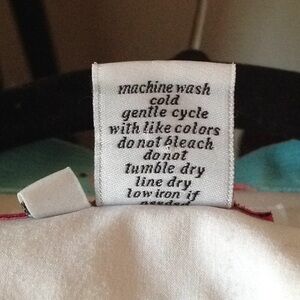 machine wash
cold
gentle cycle
with like colors
do not bleach
do not
tumble dry
line dry
low iron if
needed